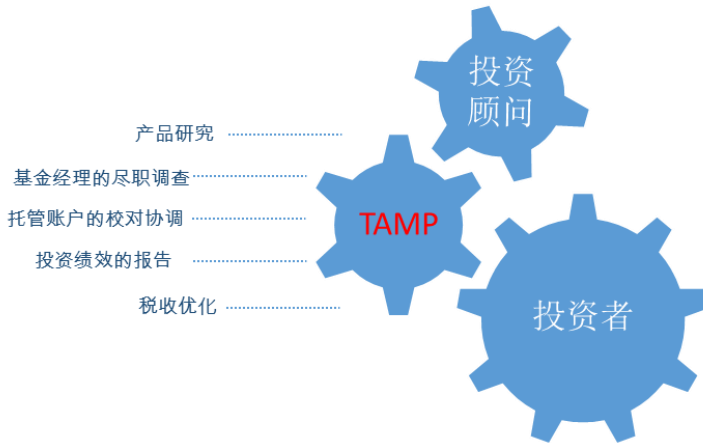 投资
顾问
产品研究
基金经理的尽职调查
托管账户的校对协调
TAMP
投资绩效的报告
税收优化
投资者